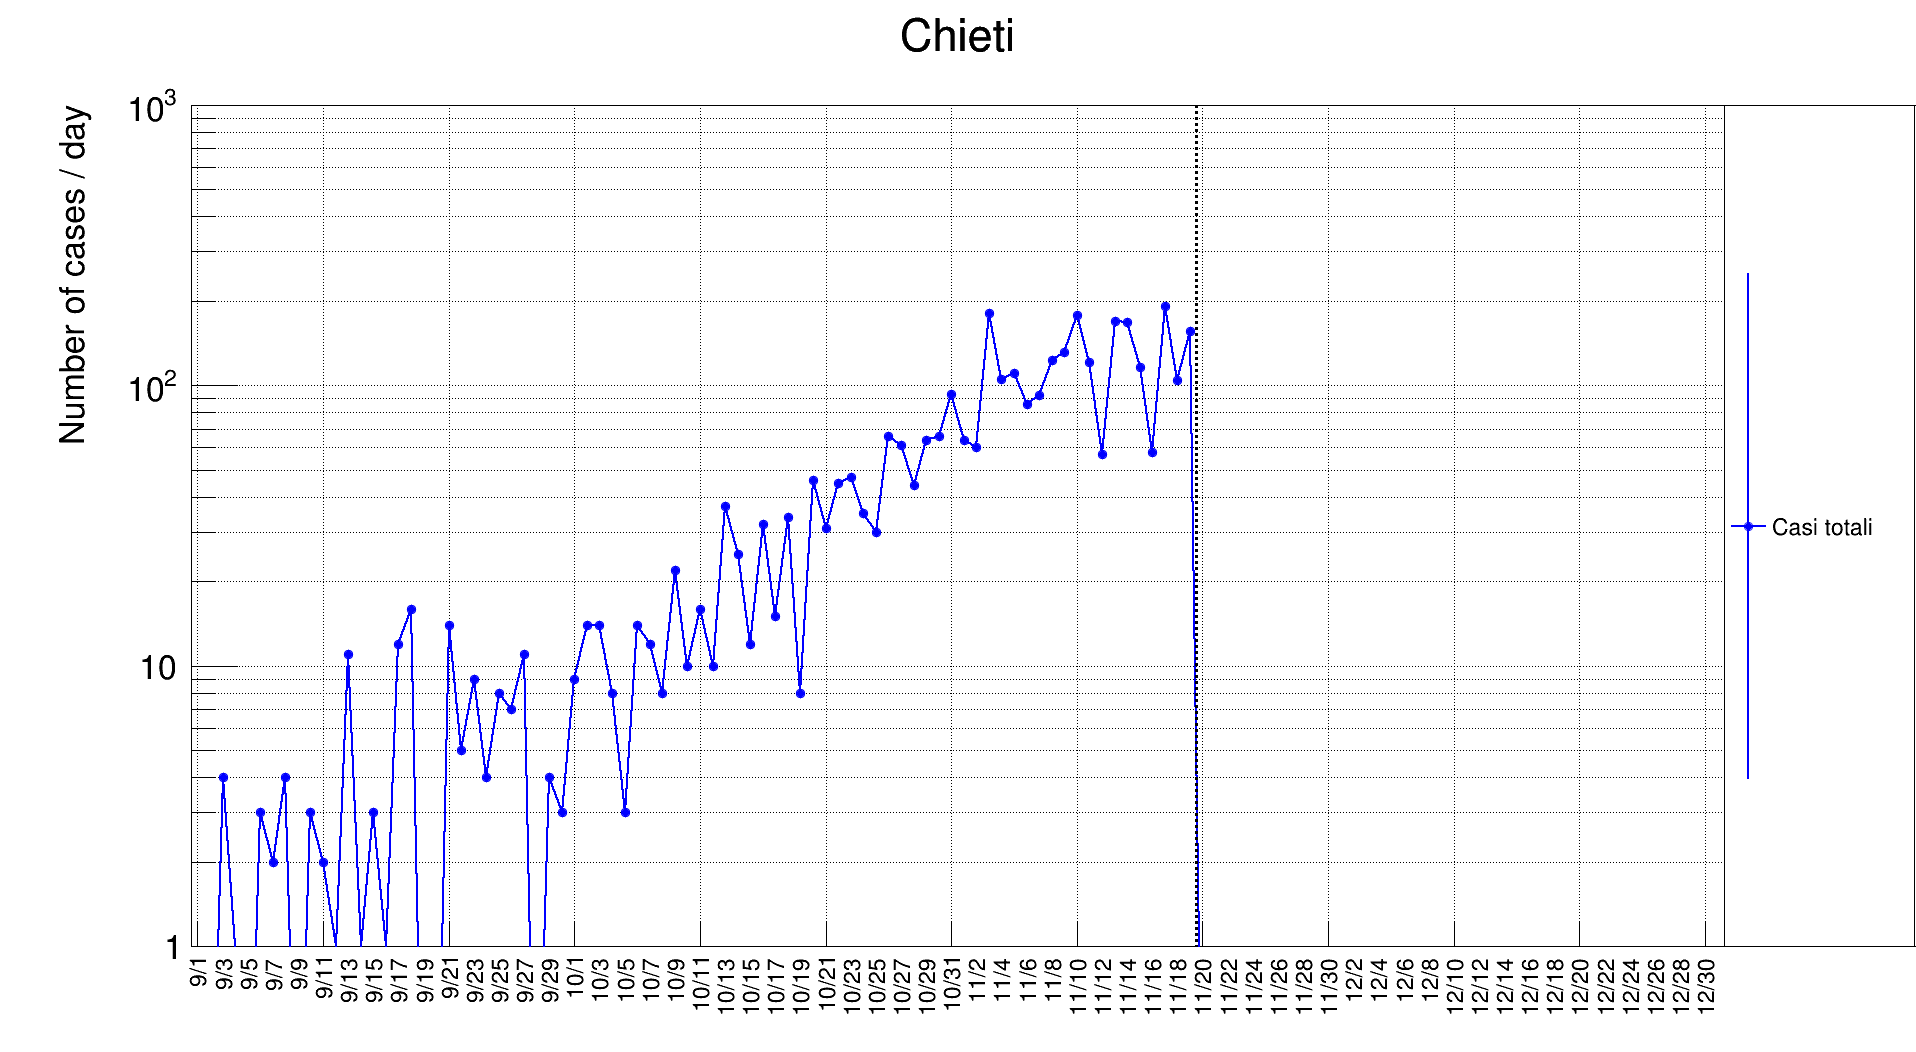 Chieti
Number of cases / day
10³
10²
10
1
9/1 9/3 9/5 9/7 9/9 9/11 9/13 9/15 9/17 9/19 9/21 9/23 9/25 9/27 9/29 10/1 10/3 10/5 10/7 10/9 10/11 10/13 10/15 10/17 10/19 10/21 10/23 10/25 10/27 10/29 10/31 11/2 11/4 11/6 11/8 11/10 11/12 11/14 11/16 11/18 11/20 11/22 11/24 11/26 11/28 11/30 12/2 12/4 12/6 12/8 12/10 12/12 12/14 12/16 12/18 12/20 12/22 12/24 12/26 12/28 12/30
Casi totali